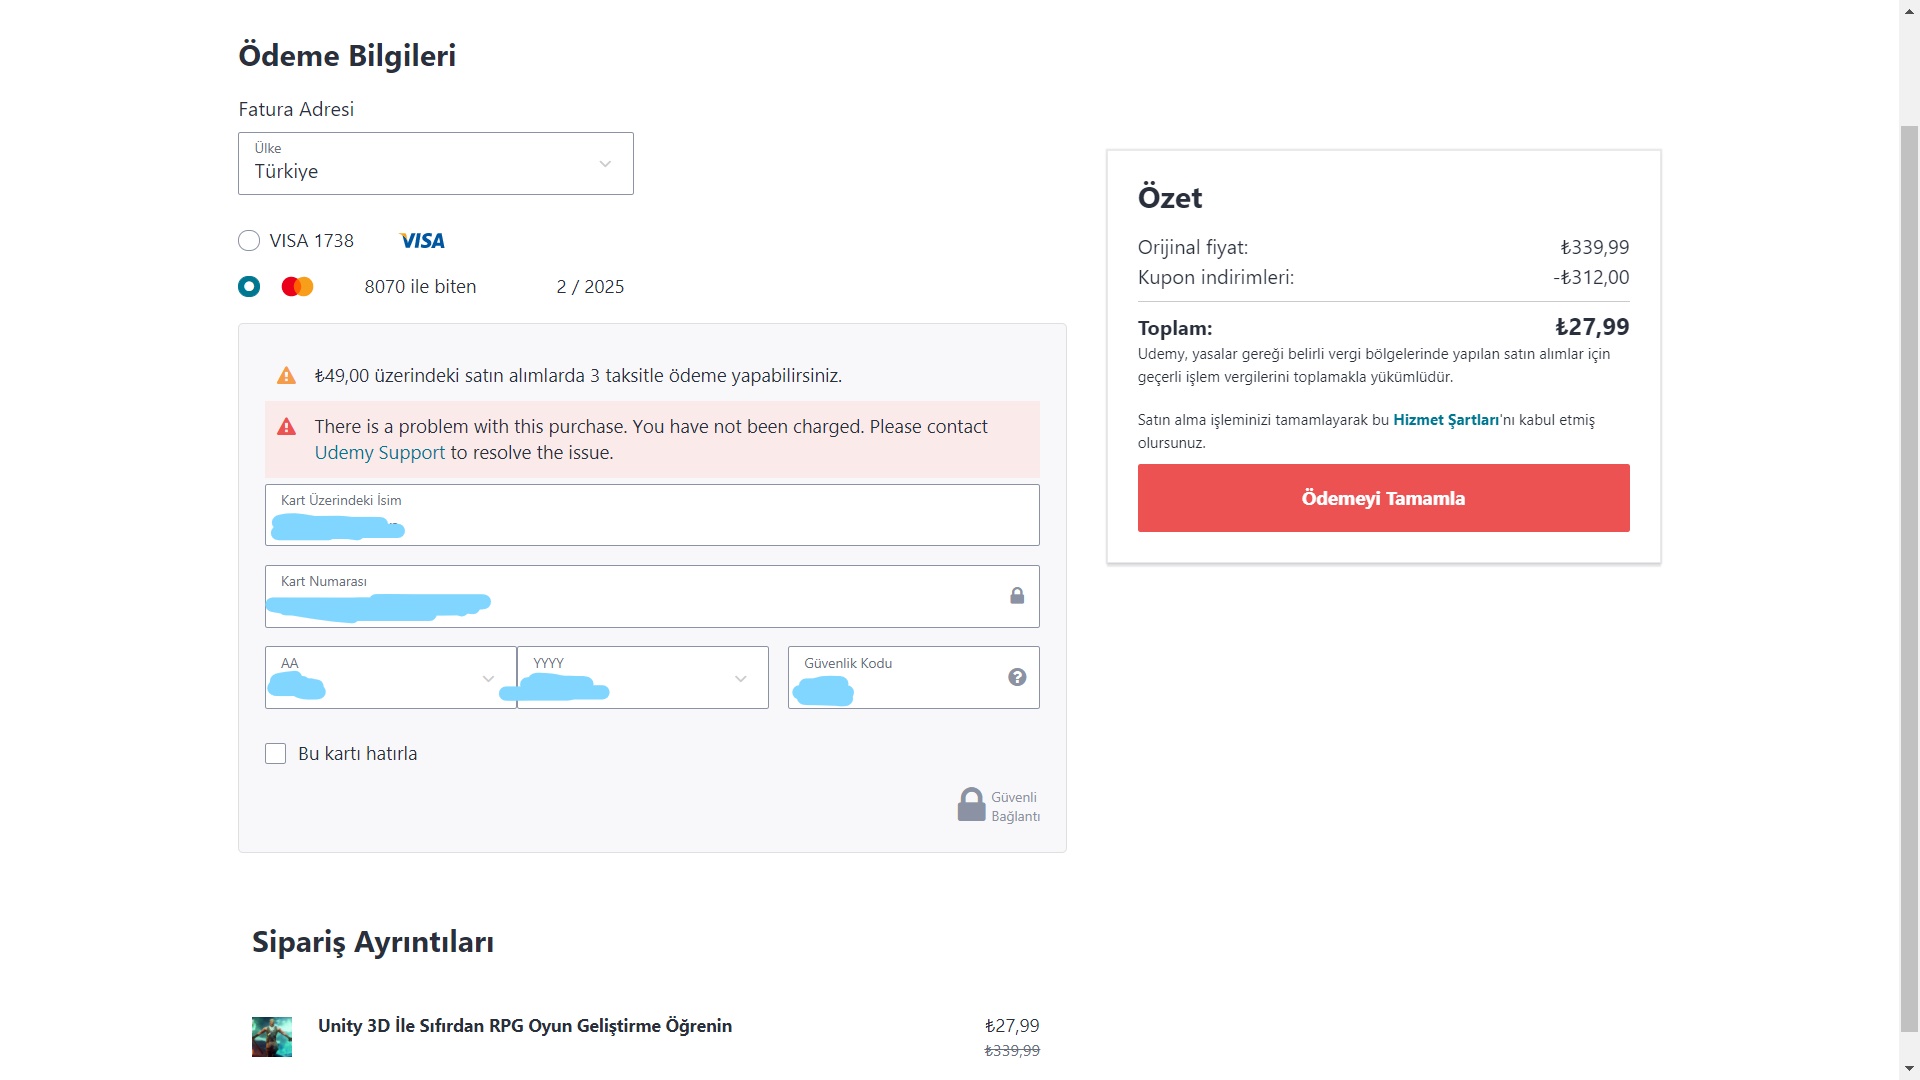 Ödeme Bilgileri
Fatura Adresi
Ülke
Türkiye
VISA 1738 VISA
8070 ile biten 2 / 2025
₺49,00 üzerindeki satın alımlarda 3 taksitle ödeme yapabilirsiniz.
There is a problem with this purchase. You have not been charged. Please contact
Udemy Support to resolve the issue.
Kart Üzerindeki İsim
Kart Numarası
AA
YYYY
Güvenlik Kodu
Bu kartı hatırla
Güvenli
Bağlantı
Özet
Orijinal fiyat: ₺339,99
Kupon indirimleri: -₺312,00
Toplam: ₺27,99
Udemy, yasalar gereği belirli vergi bölgelerinde yapılan satın alımlar için
geçerli işlem vergilerini toplamakla yükümlüdür.
Satın alma işleminizi tamamlayarak bu Hizmet Şartları'nı kabul etmiş
olursunuz.
Ödemeyi Tamamla
Sipariş Ayrıntıları
Unity 3D İle Sıfırdan RPG Oyun Geliştirme Öğrenin ₺27,99
₺339,99